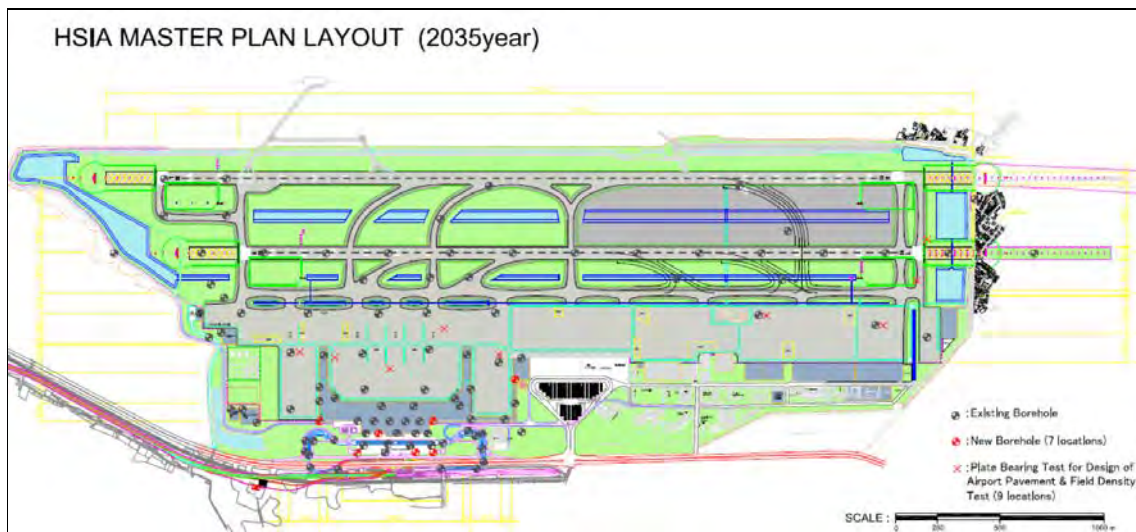 HSIA MASTER PLAN LAYOUT (2035year)
: Existing Borehole
: New Borehole (7 locations)
: Plate Bearing Test for Design of
Airport Pavement & Field Density
Test (9 locations)
SCALE :
0 250 500 1000 m